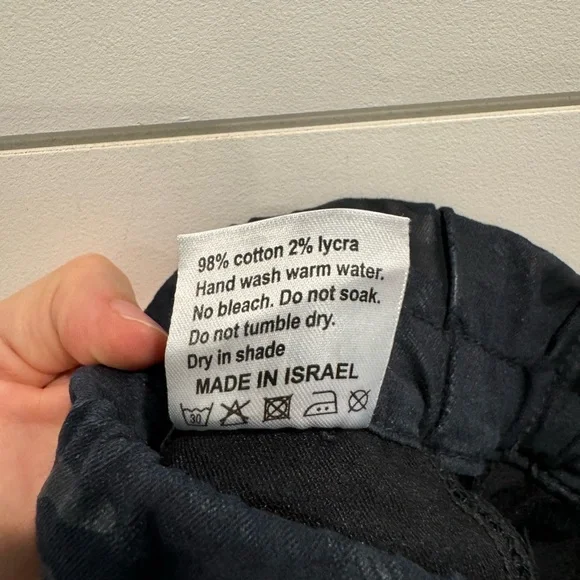 98% cotton 2% lycra
Hand wash warm water.
No bleach. Do not soak.
Do not tumble dry.
Dry in shade
MADE IN ISRAEL
30